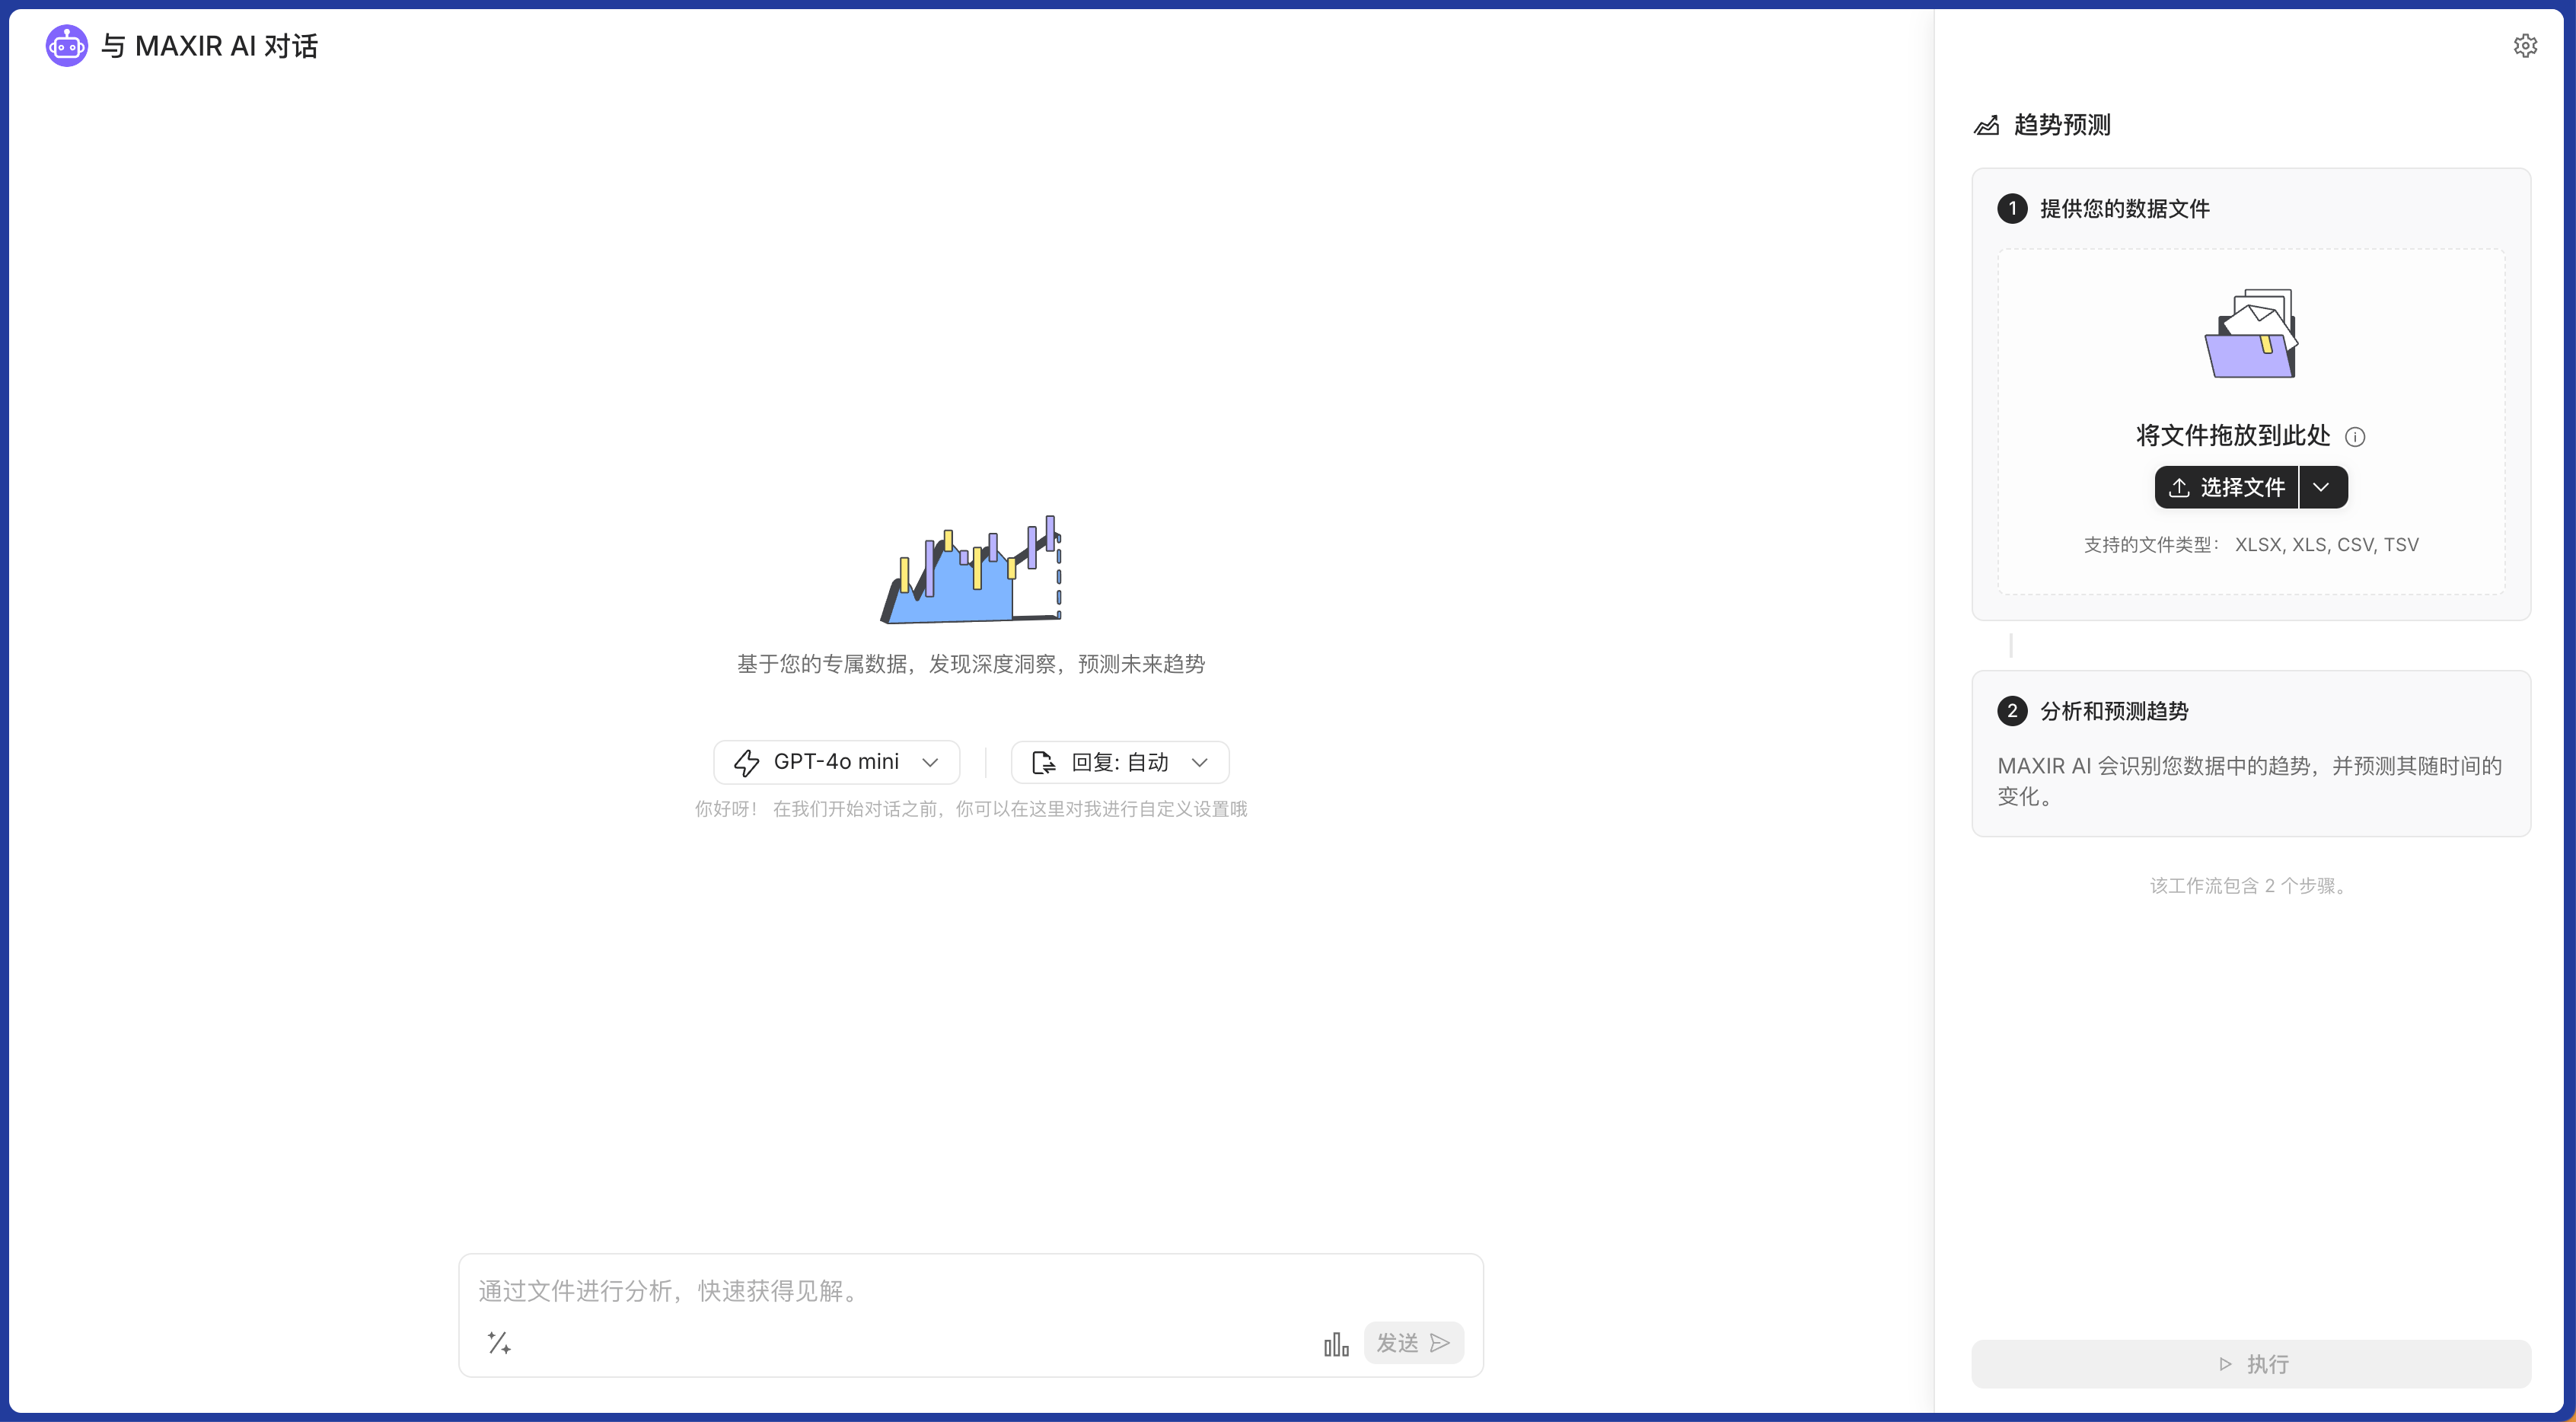 与 MAXIR AI 对话
基于您的专属数据，发现深度洞察，预测未来趋势
GPT-4o mini
回复: 自动
你好呀！ 在我们开始对话之前，你可以在这里对我进行自定义设置哦
通过文件进行分析，快速获得见解。
发送
趋势预测
1 提供您的数据文件
将文件拖放到此处
选择文件
支持的文件类型： XLSX, XLS, CSV, TSV
2 分析和预测趋势
MAXIR AI 会识别您数据中的趋势，并预测其随时间的
变化。
该工作流包含 2 个步骤。
执行